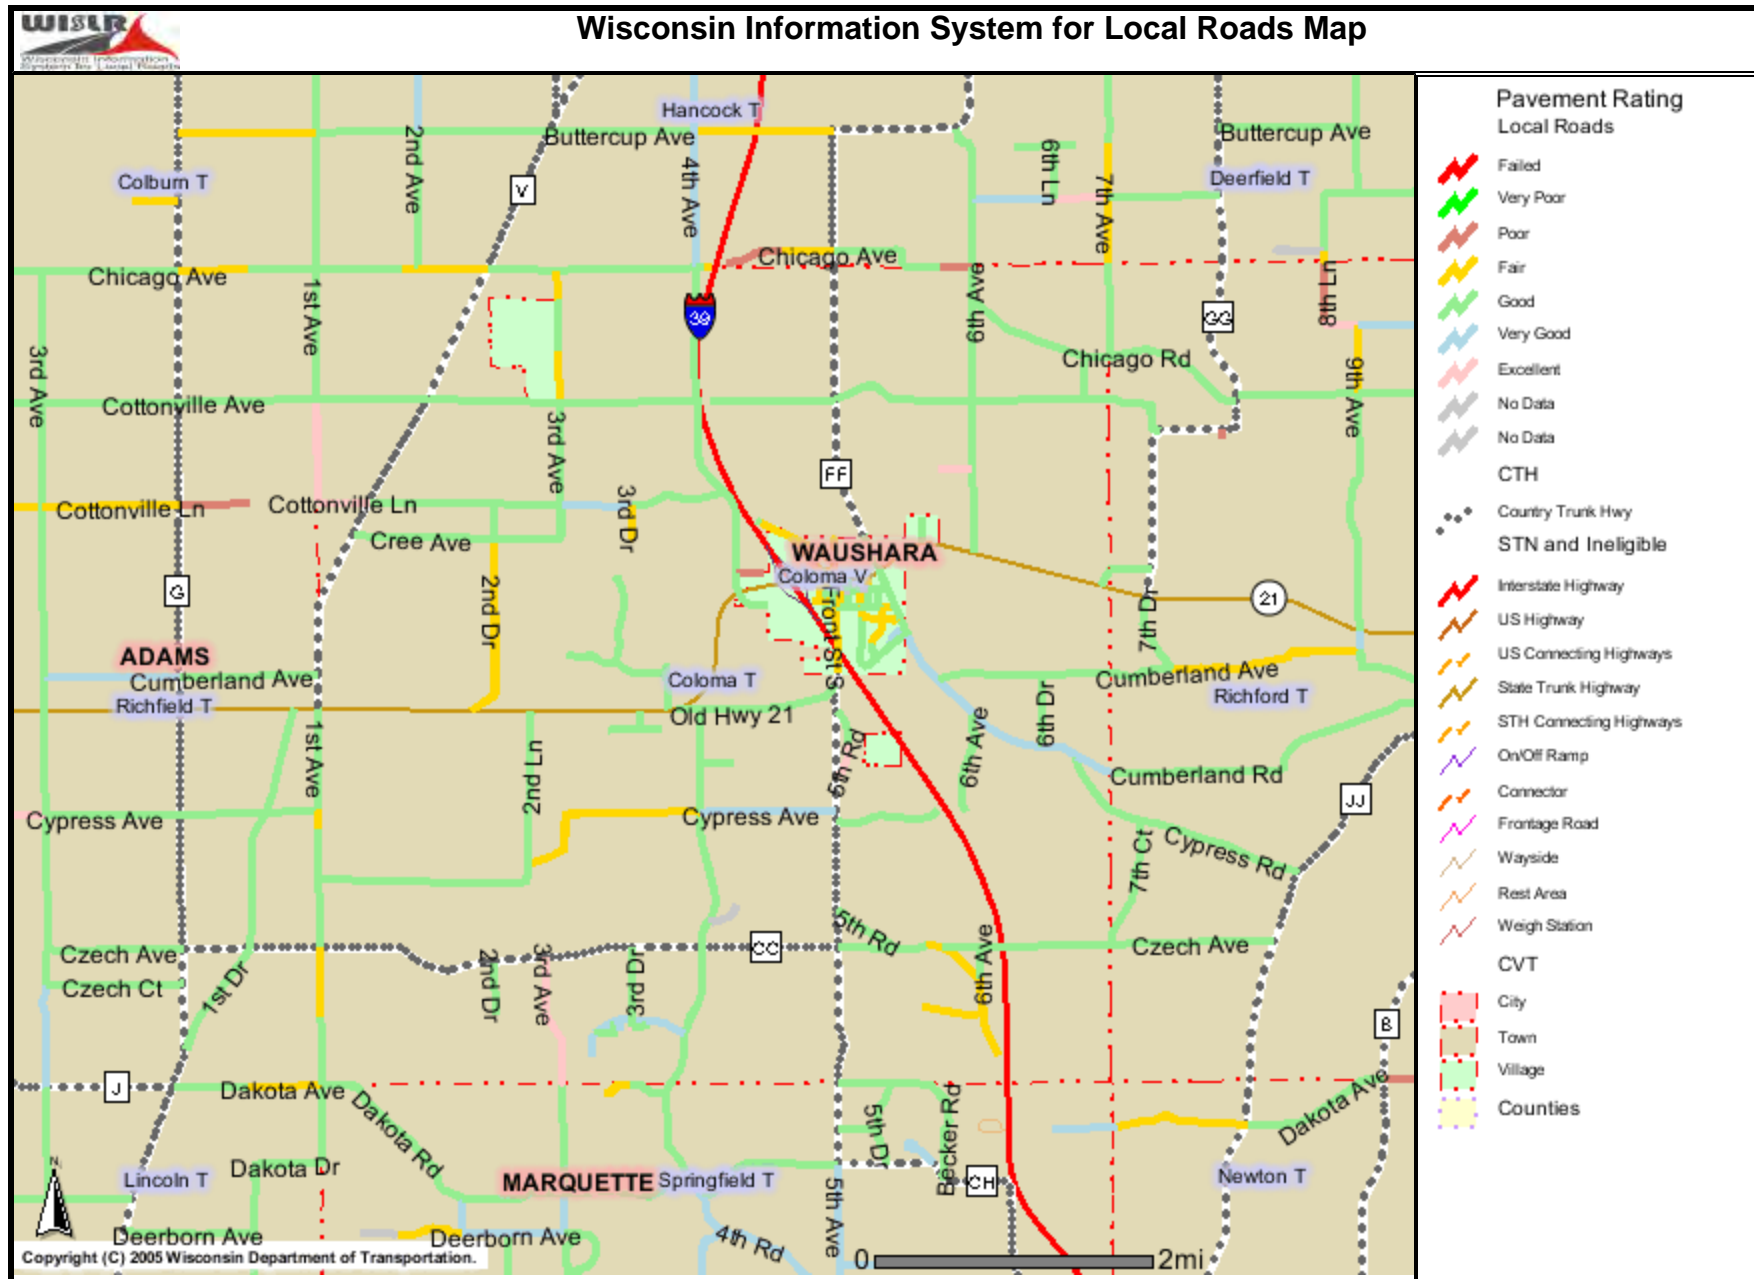 WISLR
Wisconsin Information
System for Local Roads
Wisconsin Information System for Local Roads Map
Hancock T
Buttercup Ave
Buttercup Ave
2nd Ave
4th Ave
6th Ln
7th Ave
Colburn T
V
Deerfield T
Chicago Ave
Chicago Ave
1st Ave
39
6th Ave
GG
8th Ln
3rd Ave
Chicago Rd
9th Ave
Cottonville Ave
3rd Ave
FF
Cottonville Ln
Cottonville Ln
3rd Dr
Cree Ave
WAUSHARA
Coloma V
G
2nd Dr
Front St S
7th Dr
21
ADAMS
Cumberland Ave
Coloma T
Cumberland Ave
Richfield T
Richford T
Old Hwy 21
6th Dr
1st Ave
2nd Ln
5th Rd
6th Ave
Cumberland Rd
JJ
Cypress Ave
Cypress Ave
Cypress Rd
7th Ct
5th Rd
Czech Ave
CC
Czech Ave
Czech Ct
1st Dr
2nd Dr
3rd Ave
3rd Dr
6th Ave
B
J
Dakota Ave
Dakota Rd
5th Dr
Becker Rd
Dakota Ave
N
Lincoln T
Dakota Dr
MARQUETTE
Springfield T
CH
Newton T
5th Ave
Deerborn Ave
Deerborn Ave
4th Rd
Copyright (C) 2005 Wisconsin Department of Transportation.
0 2mi
Pavement Rating
Local Roads
Failed
Very Poor
Poor
Fair
Good
Very Good
Excellent
No Data
No Data
CTH
Country Trunk Hwy
STN and Ineligible
Interstate Highway
US Highway
US Connecting Highways
State Trunk Highway
STH Connecting Highways
On/Off Ramp
Connector
Frontage Road
Wayside
Rest Area
Weigh Station
CVT
City
Town
Village
Counties